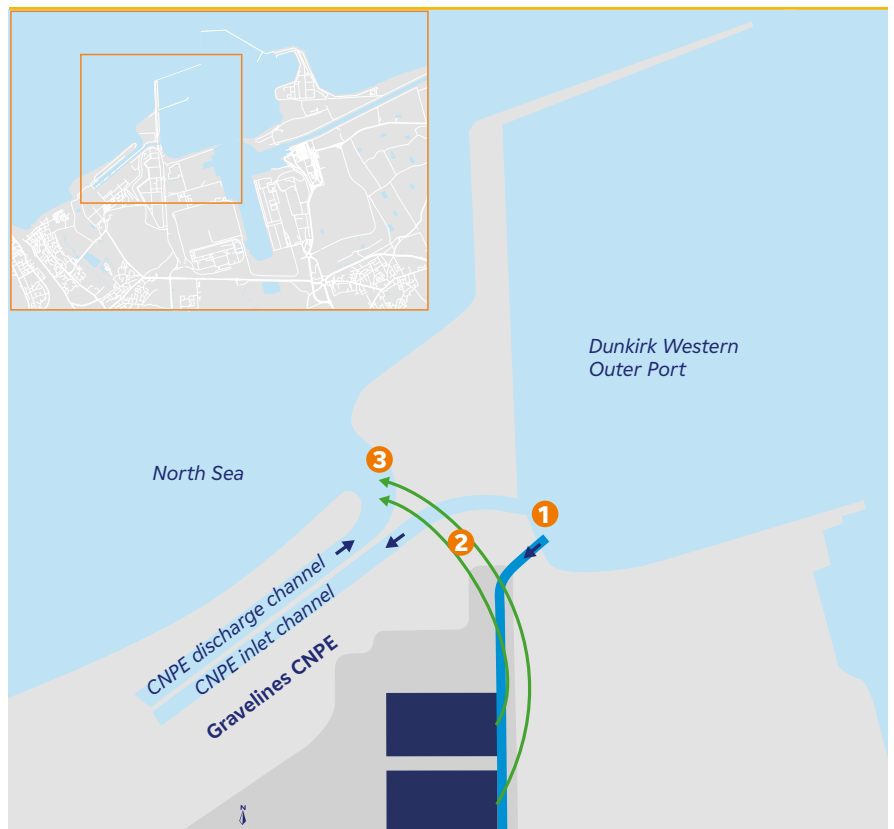 Dunkirk Western
Outer Port
North Sea
3
1
2
CNPE discharge channel
CNPE inlet channel
Gravelines CNPE
N